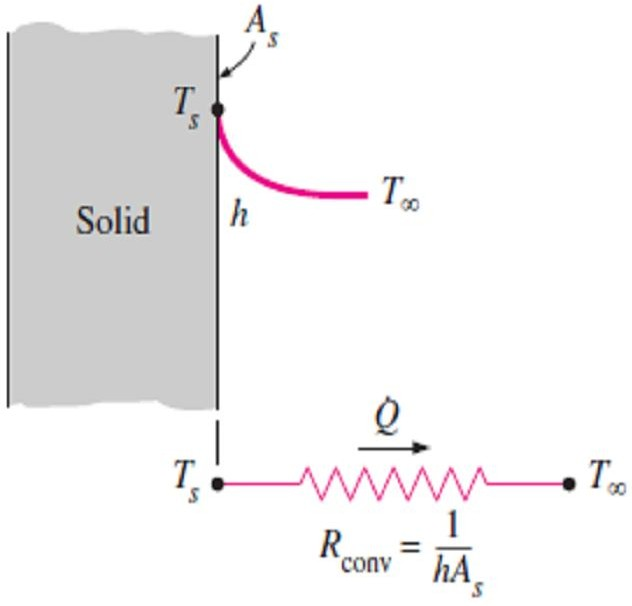 A_s
T_s
T_∞
Solid
h
Q̇
T_s
T_∞
R_conv = 1/hA_s